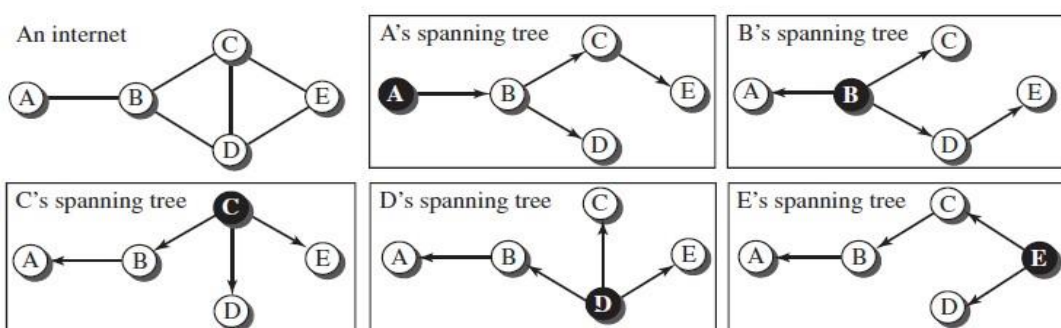 An internet
A
B
C
D
E
A's spanning tree
A
B
C
D
E
B's spanning tree
A
B
C
D
E
C's spanning tree
A
B
C
D
E
D's spanning tree
A
B
C
D
E
E's spanning tree
A
B
C
D
E